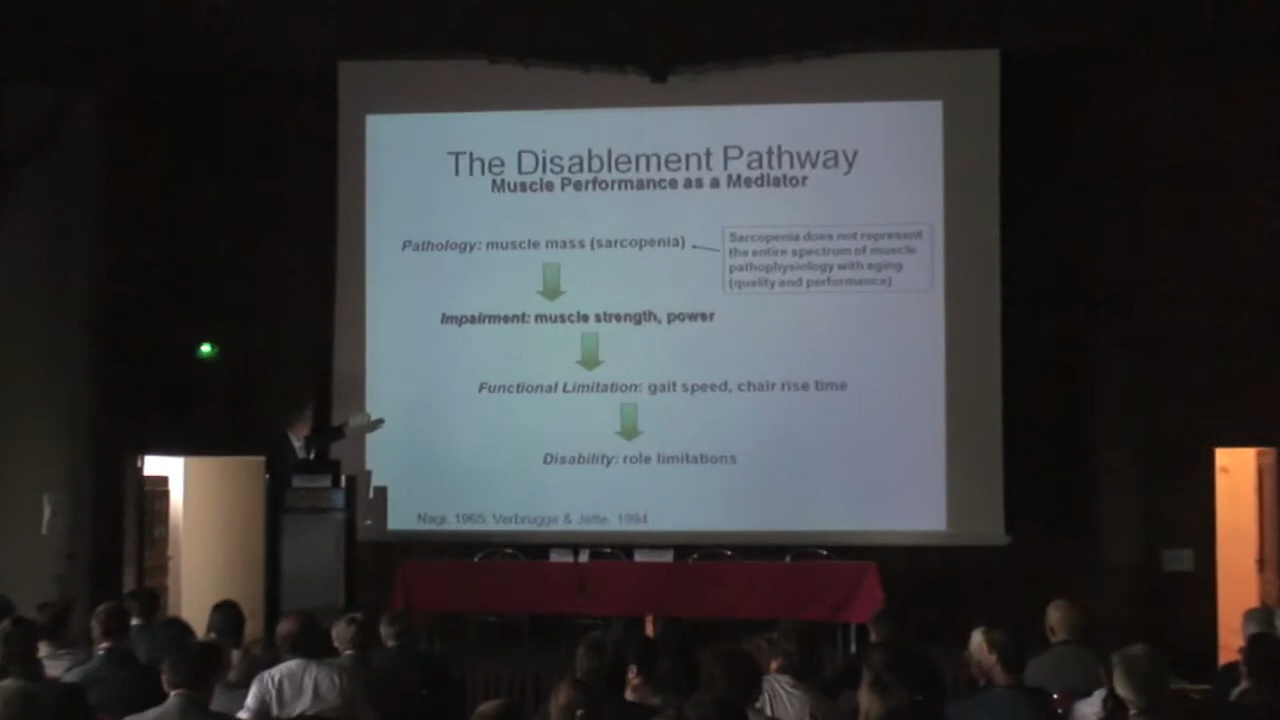 The Disablement Pathway
Muscle Performance as a Mediator
Pathology: muscle mass (sarcopenia)
Sarcopenia does not represent
the entire spectrum of muscle
pathophysiology with aging
(quality and performance)
Impairment: muscle strength, power
Functional Limitation: gait speed, chair rise time
Disability: role limitations
Nagi, 1965; Verbrugge & Jette, 1994